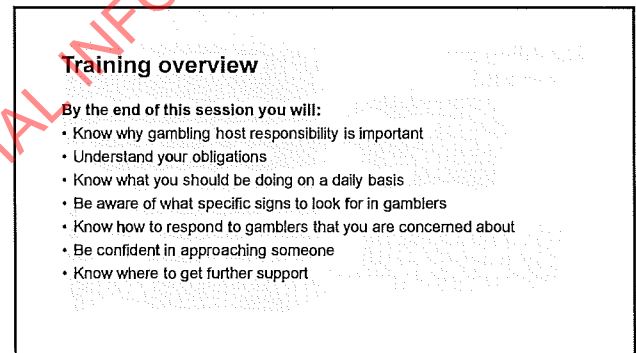 IAL INFO
Training overview
By the end of this session you will:
• Know why gambling host responsibility is important
• Understand your obligations
• Know what you should be doing on a daily basis
• Be aware of what specific signs to look for in gamblers
• Know how to respond to gamblers that you are concerned about
• Be confident in approaching someone
• Know where to get further support